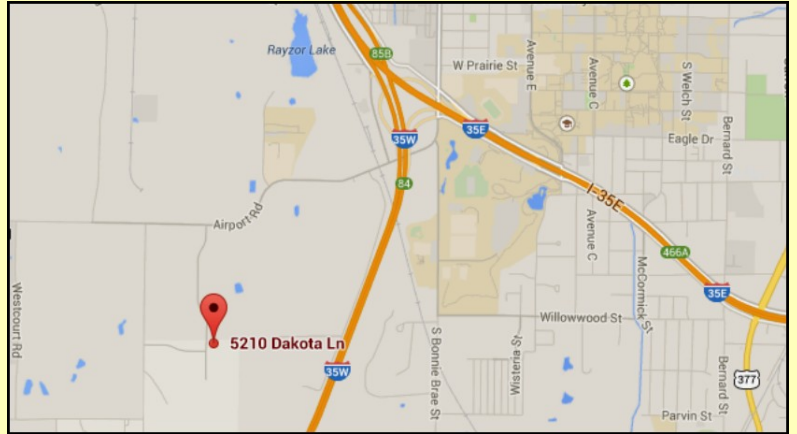 Rayzor Lake
85B
W Prairie St
Avenue E
Avenue C
S Welch St
35E
35W
Eagle Dr
Bernard St
84
I-35E
Airport Rd
Avenue C
466A
McCormick St
35E
Westcourt Rd
Willowwood St
5210 Dakota Ln
S Bonnie Brae St
Wisteria St
35W
Bernard St
377
Parvin St